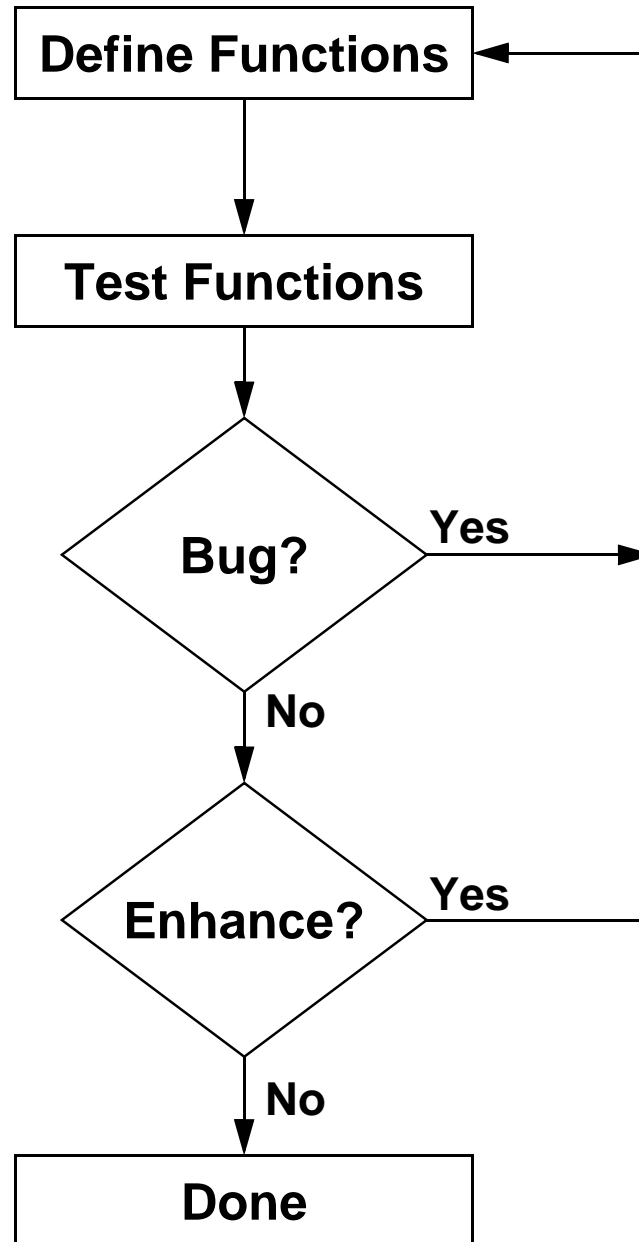 Define Functions
Test Functions
Bug?
Yes
No
Enhance?
Yes
No
Done